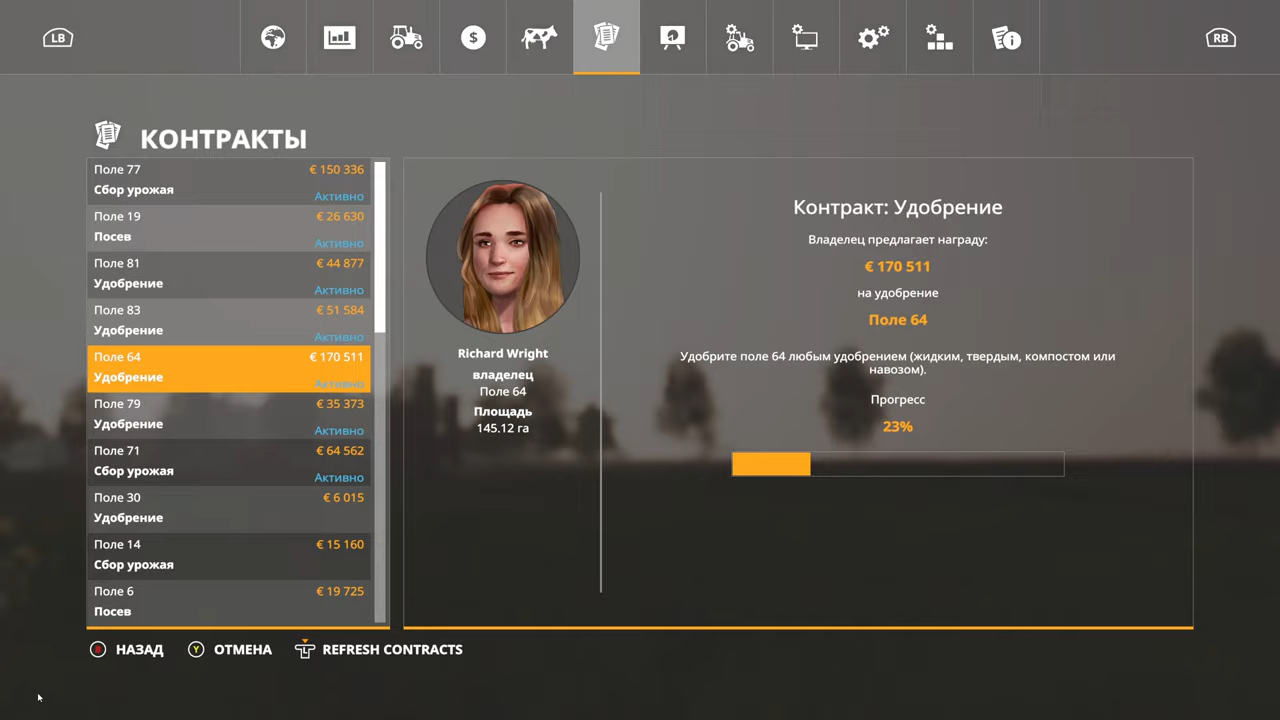 LB
$
RB
КОНТРАКТЫ
Поле 77 € 150 336
Сбор урожая
Активно
Поле 19 € 26 630
Посев
Активно
Поле 81 € 44 877
Удобрение
Активно
Поле 83 € 51 584
Удобрение
Активно
Поле 64 € 170 511
Удобрение
Активно
Поле 79 € 35 373
Удобрение
Активно
Поле 71 € 64 562
Сбор урожая
Активно
Поле 30 € 6 015
Удобрение
Поле 14 € 15 160
Сбор урожая
Поле 6 € 19 725
Посев
Richard Wright
владелец
Поле 64
Площадь
145.12 га
Контракт: Удобрение
Владелец предлагает награду:
€ 170 511
на удобрение
Поле 64
Удобрите поле 64 любым удобрением (жидким, твердым, компостом или
навозом).
Прогресс
23%
B НАЗАД Y ОТМЕНА REFRESH CONTRACTS